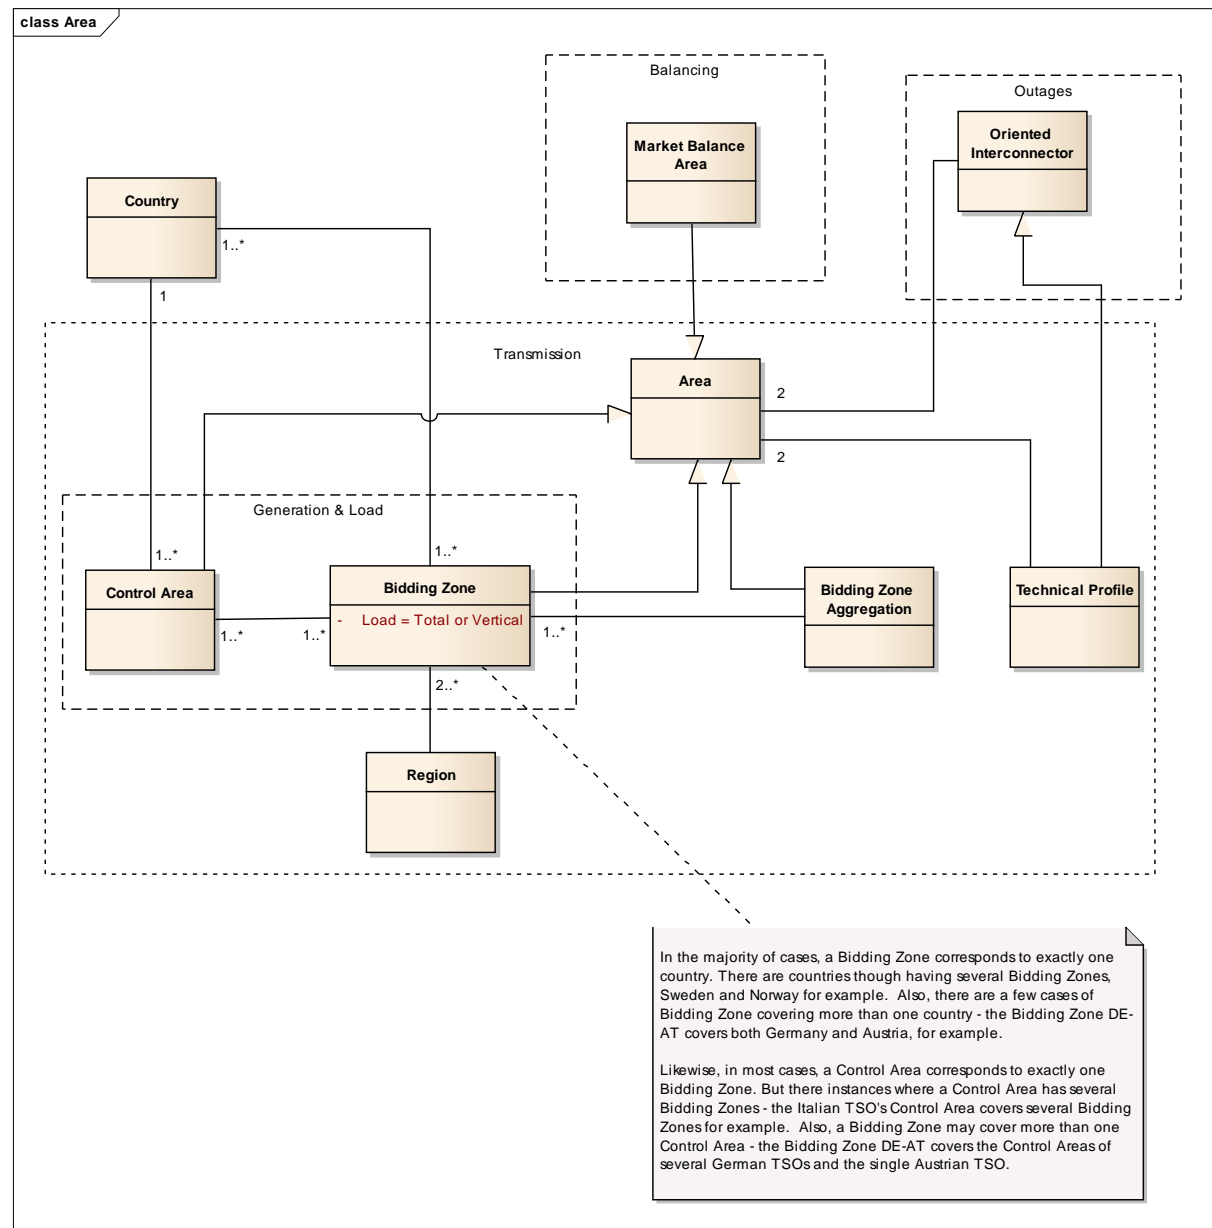 class Area
Balancing
Outages
Market Balance
Area
Oriented
Interconnector
Country
1..*
1
Transmission
Area
2
2
Generation & Load
1..*
1..*
Control Area
Bidding Zone
- Load = Total or Vertical
Bidding Zone
Aggregation
Technical Profile
1..*
1..*
1..*
2..*
Region
In the majority of cases, a Bidding Zone corresponds to exactly one
country. There are countries though having several Bidding Zones,
Sweden and Norway for example.  Also, there are a few cases of
Bidding Zone covering more than one country - the Bidding Zone DE-
AT covers both Germany and Austria, for example.
Likewise, in most cases, a Control Area corresponds to exactly one
Bidding Zone. But there instances where a Control Area has several
Bidding Zones - the Italian TSO's Control Area covers several Bidding
Zones for example.  Also, a Bidding Zone may cover more than one
Control Area - the Bidding Zone DE-AT covers the Control Areas of
several German TSOs and the single Austrian TSO.